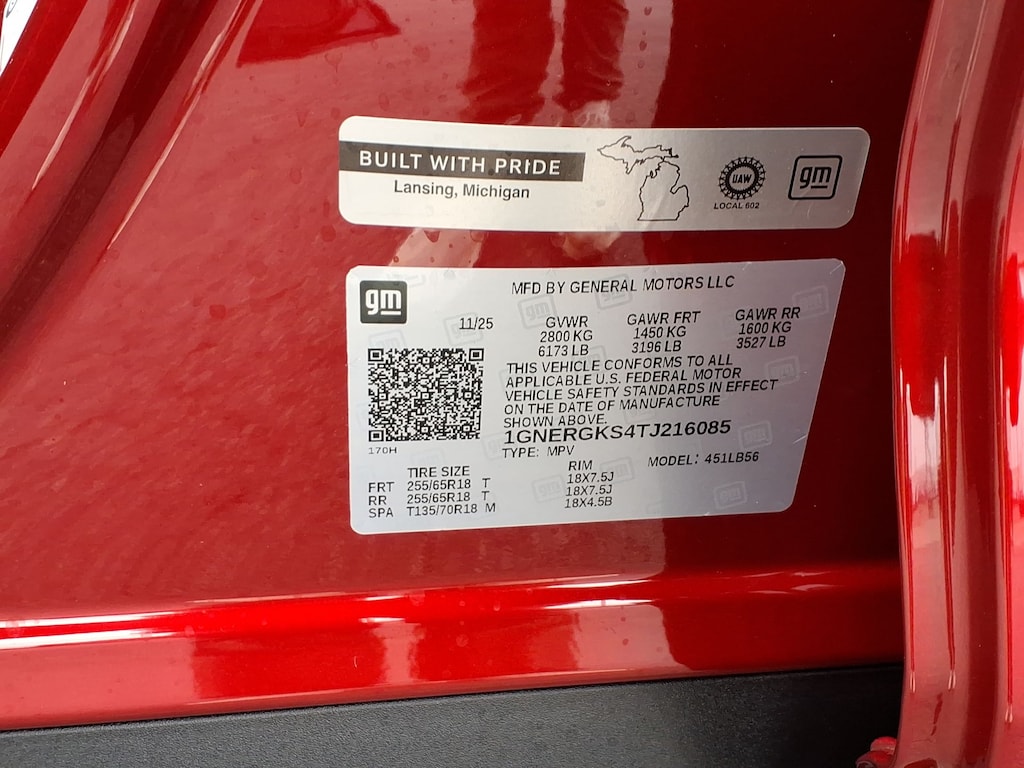 BUILT WITH PRIDE
Lansing, Michigan
UAW
LOCAL 602
gm
gm
MFD BY GENERAL MOTORS LLC
11/25
GVWR GAWR FRT GAWR RR
2800 KG 1450 KG 1600 KG
6173 LB 3196 LB 3527 LB
THIS VEHICLE CONFORMS TO ALL
APPLICABLE U.S. FEDERAL MOTOR
VEHICLE SAFETY STANDARDS IN EFFECT
ON THE DATE OF MANUFACTURE
SHOWN ABOVE.
1GNERGKS4TJ216085
170H
TYPE: MPV MODEL: 451LB56
TIRE SIZE RIM
FRT 255/65R18 T 18X7.5J
RR 255/65R18 T 18X7.5J
SPA T135/70R18 M 18X4.5B